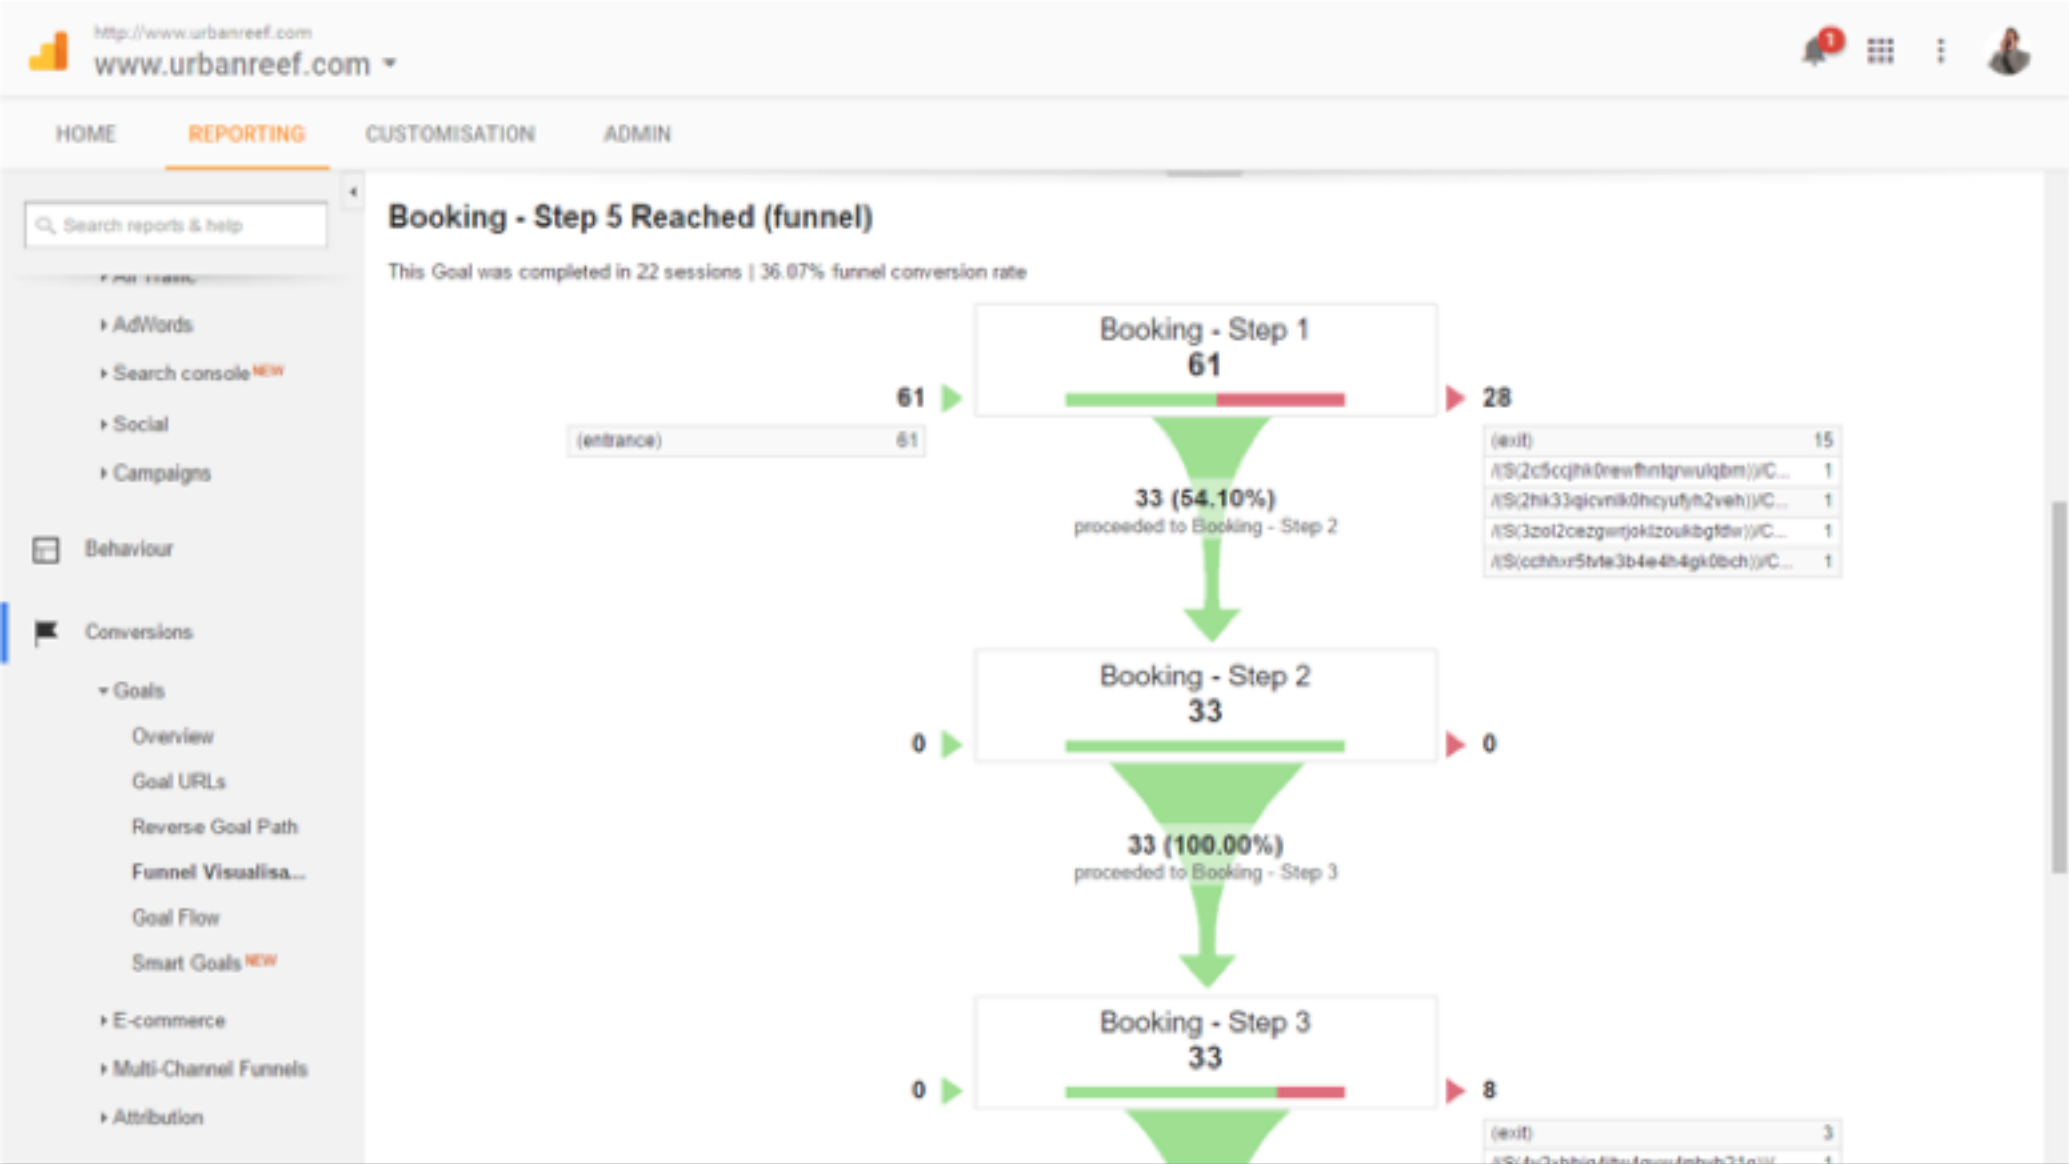 http://www.urbanreef.com
www.urbanreef.com
1
HOME REPORTING CUSTOMISATION ADMIN
Search reports & help
AdWords
Search console NEW
Social
Campaigns
Behaviour
Conversions
Goals
Overview
Goal URLs
Reverse Goal Path
Funnel Visualisa...
Goal Flow
Smart Goals NEW
E-commerce
Multi-Channel Funnels
Attribution
Booking - Step 5 Reached (funnel)
This Goal was completed in 22 sessions | 36.07% funnel conversion rate
Booking - Step 1
61
61
28
(entrance) 61
(exit) 15
1
1
1
1
33 (54.10%)
proceeded to Booking - Step 2
Booking - Step 2
33
0
0
33 (100.00%)
proceeded to Booking - Step 3
Booking - Step 3
33
0
8
(exit) 3